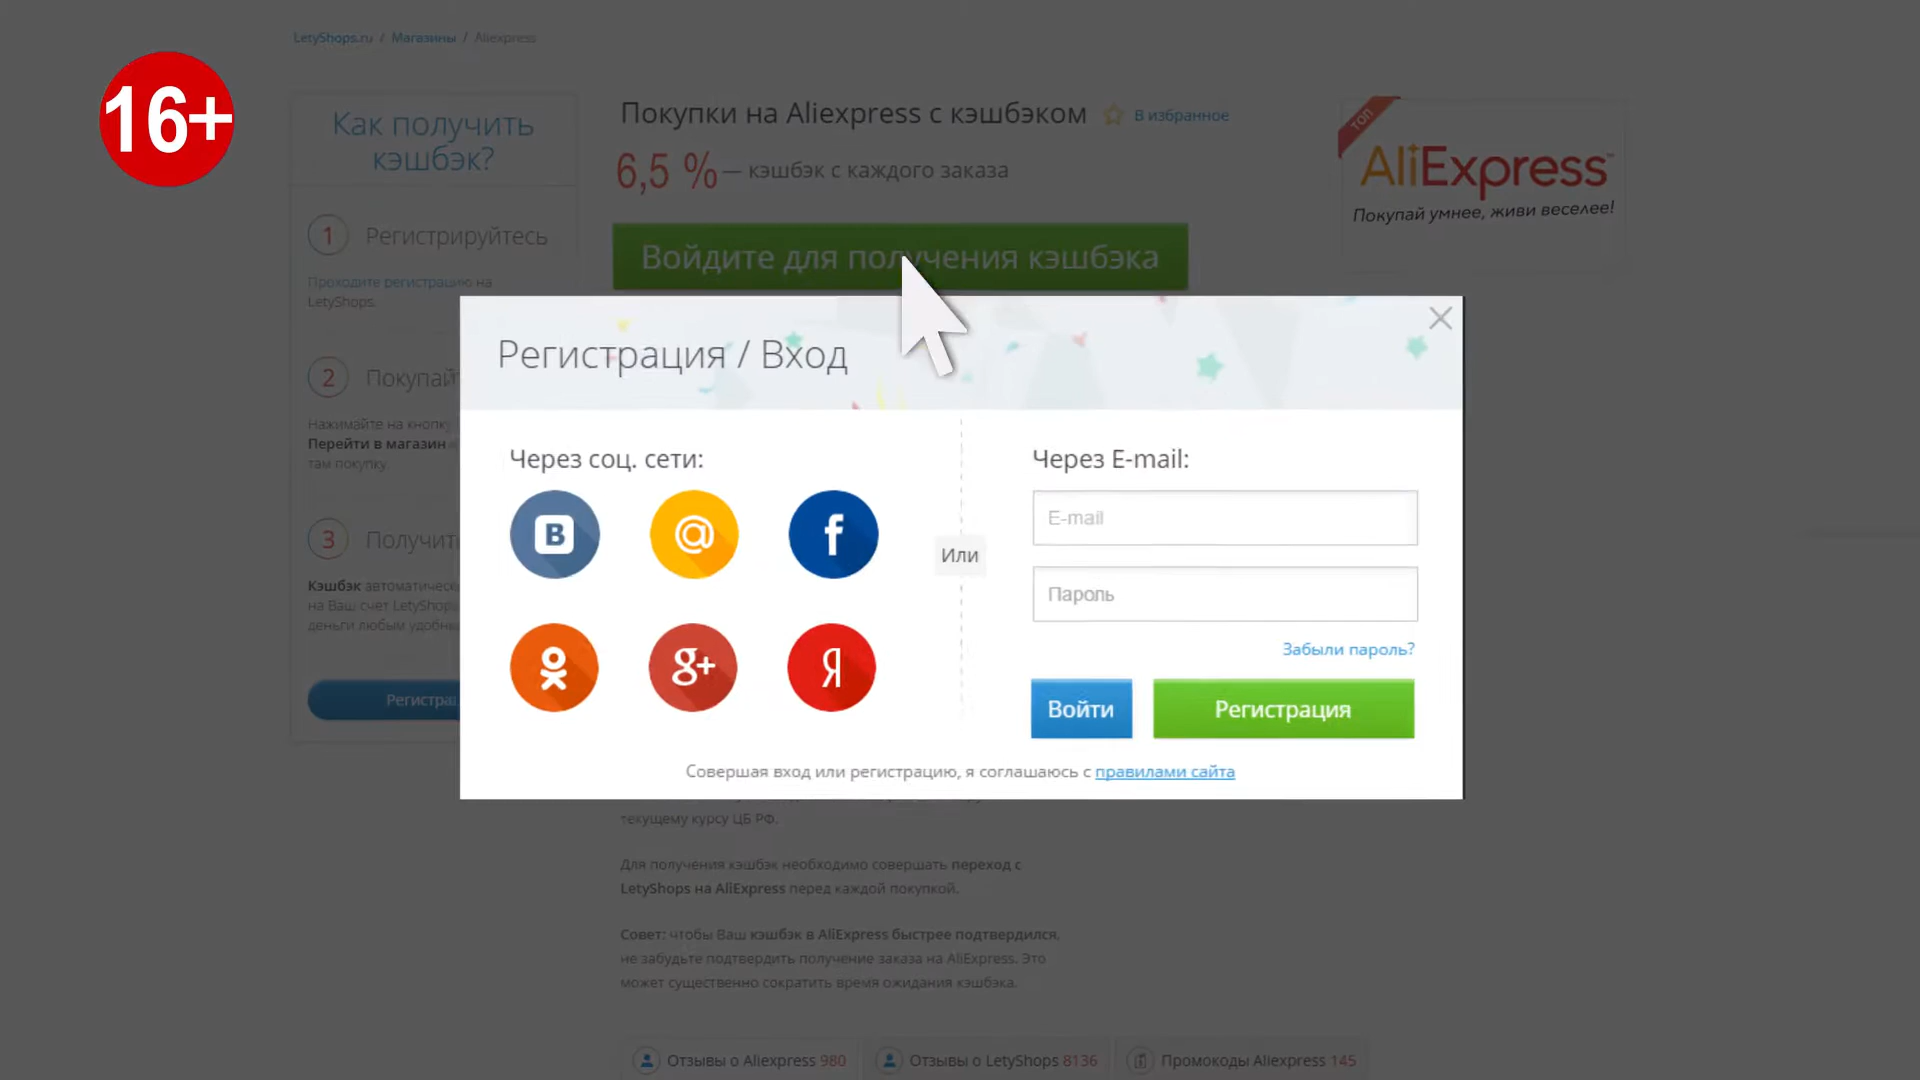 LetyShops.ru / Магазины / Aliexpress
16+
Как получить
кэшбэк?
1 Регистрируйтесь
Проходите регистрацию на
LetyShops.
2 Покупай
Нажимайте на кнопку
Перейти в магазин
там покупку.
3 Получит
Кэшбэк автоматическ
на Ваш счет LetyShop
деньги любым удобн
Регистра
Покупки на Aliexpress с кэшбэком
В избранное
6,5 % — кэшбэк с каждого заказа
Войдите для получения кэшбэка
ТОП
AliExpress
Покупай умнее, живи веселее!
Регистрация / Вход
Через соц. сети:
В @ f
g+ Я
Или
Через E-mail:
E-mail
Пароль
Забыли пароль?
Войти
Регистрация
Совершая вход или регистрацию, я соглашаюсь с правилами сайта
текущему курсу ЦБ РФ.
Для получения кэшбэк необходимо совершать переход с
LetyShops на AliExpress перед каждой покупкой.
Совет: чтобы Ваш кэшбэк в AliExpress быстрее подтвердился,
не забудьте подтвердить получение заказа на AliExpress. Это
может существенно сократить время ожидания кэшбэка.
Отзывы о Aliexpress 980
Отзывы о LetyShops 8136
Промокоды Aliexpress 145